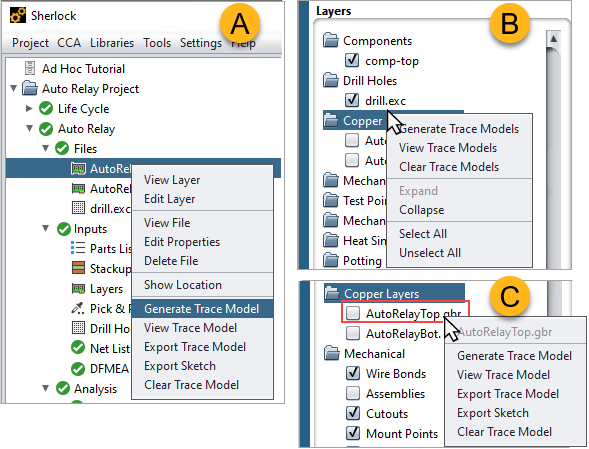 Sherlock
A
Project CCA Libraries Tools Settings Help
Ad Hoc Tutorial
Auto Relay Project
Life Cycle
Auto Relay
Files
AutoRel
AutoRel
drill.exc
Inputs
Parts Lis
Stackup
Layers
Pick & P
Drill Ho
Net List
DFMEA
Analysis
View Layer
Edit Layer
View File
Edit Properties
Delete File
Show Location
Generate Trace Model
View Trace Model
Export Trace Model
Export Sketch
Clear Trace Model
Layers
B
Components
comp-top
Drill Holes
drill.exc
Copper
Auto
Auto
Mechani
Test Poin
Mechan
Heat Sin
Potting
Generate Trace Models
View Trace Models
Clear Trace Models
Expand
Collapse
Select All
Unselect All
Copper Layers
C
AutoRelayTop.gbr
AutoRelayBot.
Mechanical
Wire Bonds
Assemblies
Cutouts
Mount Points
AutoRelayTop.gbr
Generate Trace Model
View Trace Model
Export Trace Model
Export Sketch
Clear Trace Model